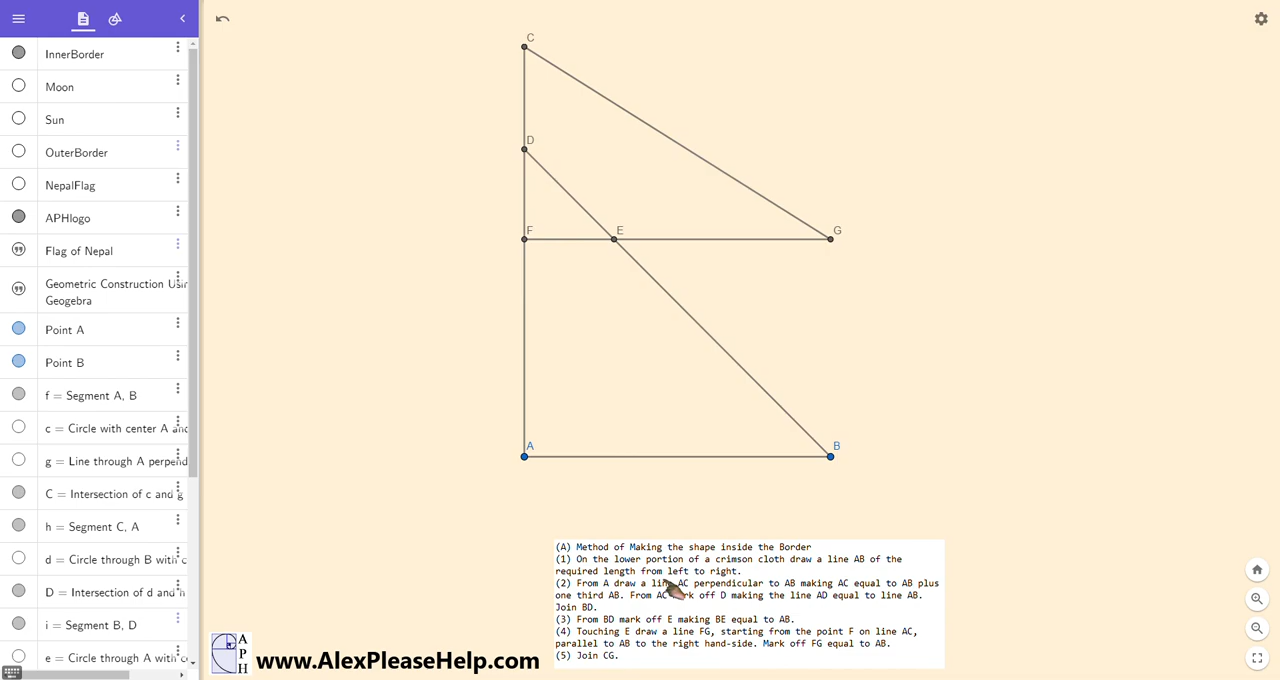 InnerBorder
Moon
Sun
OuterBorder
NepalFlag
APHlogo
Flag of Nepal
Geometric Construction Usin
Geogebra
Point A
Point B
f = Segment A, B
c = Circle with center A and
g = Line through A perpend
C = Intersection of c and g
h = Segment C, A
d = Circle through B with c
D = Intersection of d and h
i = Segment B, D
e = Circle through A with c
C
D
F
E
G
A
B
(A) Method of Making the shape inside the Border
(1) On the lower portion of a crimson cloth draw a line AB of the
required length from left to right.
(2) From A draw a line AC perpendicular to AB making AC equal to AB plus
one third AB. From AC mark off D making the line AD equal to line AB.
Join BD.
(3) From BD mark off E making BE equal to AB.
(4) Touching E draw a line FG, starting from the point F on line AC,
parallel to AB to the right hand-side. Mark off FG equal to AB.
(5) Join CG.
A
P
H
www.AlexPleaseHelp.com